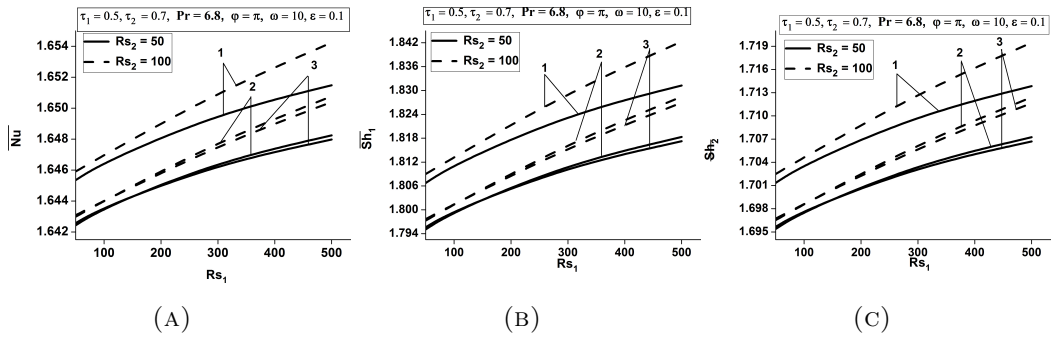 τ₁ = 0.5, τ₂ = 0.7, Pr = 6.8, φ = π, ω = 10, ε = 0.1
1.654
1.652
1.650
1.648
1.646
1.644
1.642
Nu
Rs₂ = 50
Rs₂ = 100
1
2
3
100 200 300 400 500
Rs₁
(A)
τ₁ = 0.5, τ₂ = 0.7, Pr = 6.8, φ = π, ω = 10, ε = 0.1
1.842
1.836
1.830
1.824
1.818
1.812
1.806
1.800
1.794
Sh₁
Rs₂ = 50
Rs₂ = 100
1
2
3
100 200 300 400 500
Rs₁
(B)
τ₁ = 0.5, τ₂ = 0.7, Pr = 6.8, φ = π, ω = 10, ε = 0.1
1.719
1.716
1.713
1.710
1.707
1.704
1.701
1.698
1.695
Sh₂
Rs₂ = 50
Rs₂ = 100
1
2
3
100 200 300 400 500
Rs₁
(C)